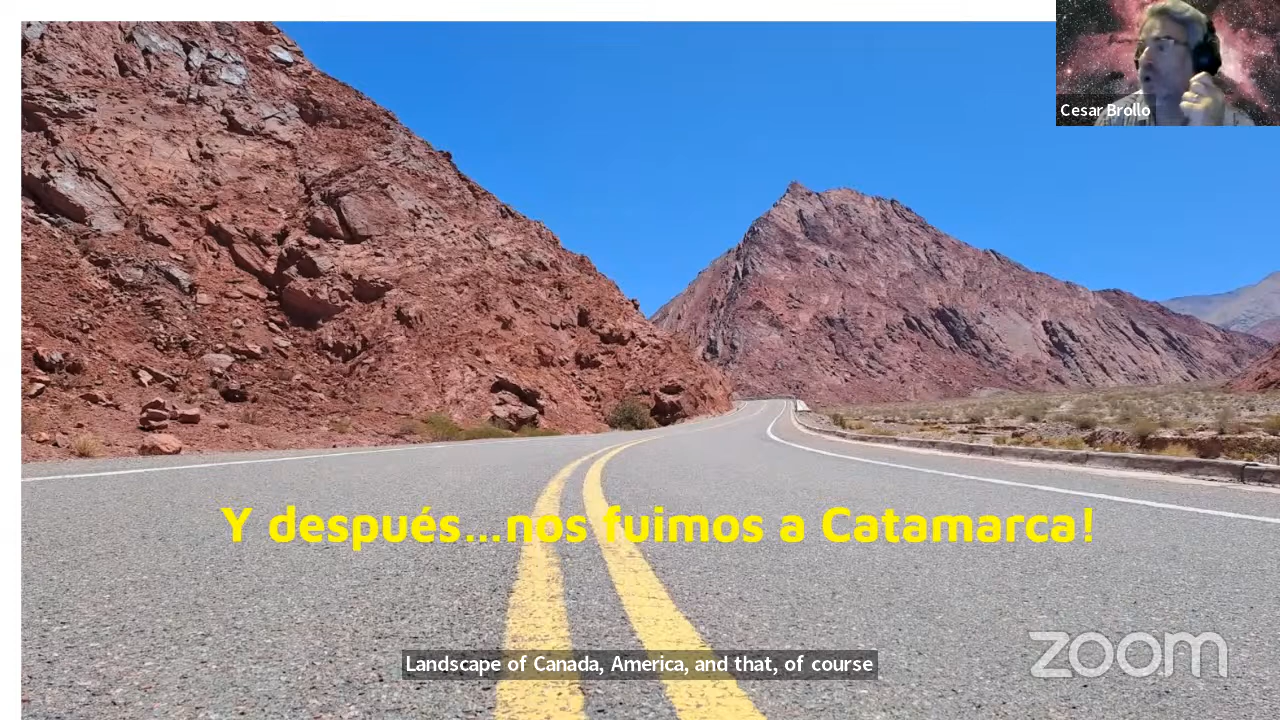 Cesar Brollo
Y después...nos fuimos a Catamarca!
Landscape of Canada, America, and that, of course
zoom